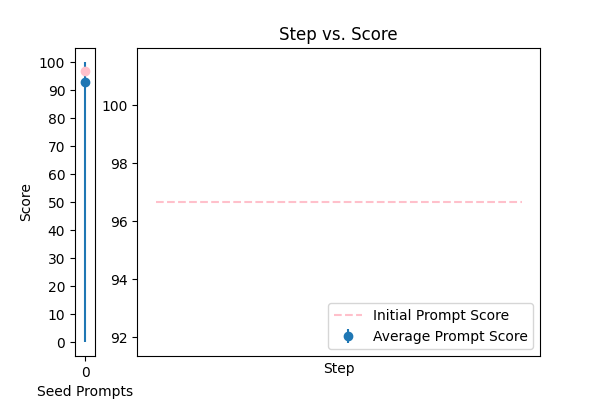 Step vs. Score
Score
100
90
80
70
60
50
40
30
20
10
0
0
Seed Prompts
100
98
96
94
92
Initial Prompt Score
Average Prompt Score
Step